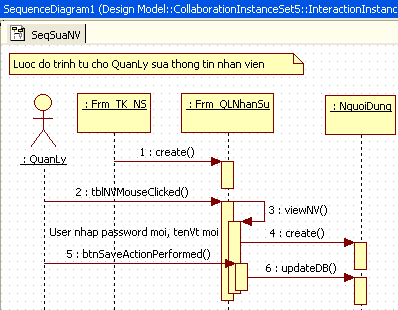 SequenceDiagram1 (Design Model::CollaborationInstanceSet5::InteractionInstanc
SeqSuaNV
Luoc do trinh tu cho QuanLy sua thong tin nhan vien
: Frm_TK_NS
: Frm_QLNhanSu
: NguoiDung
: QuanLy
1 : create()
2 : tblNVMouseClicked()
3 : viewNV()
User nhap password moi, tenVt moi
4 : create()
5 : btnSaveActionPerformed()
6 : updateDB()